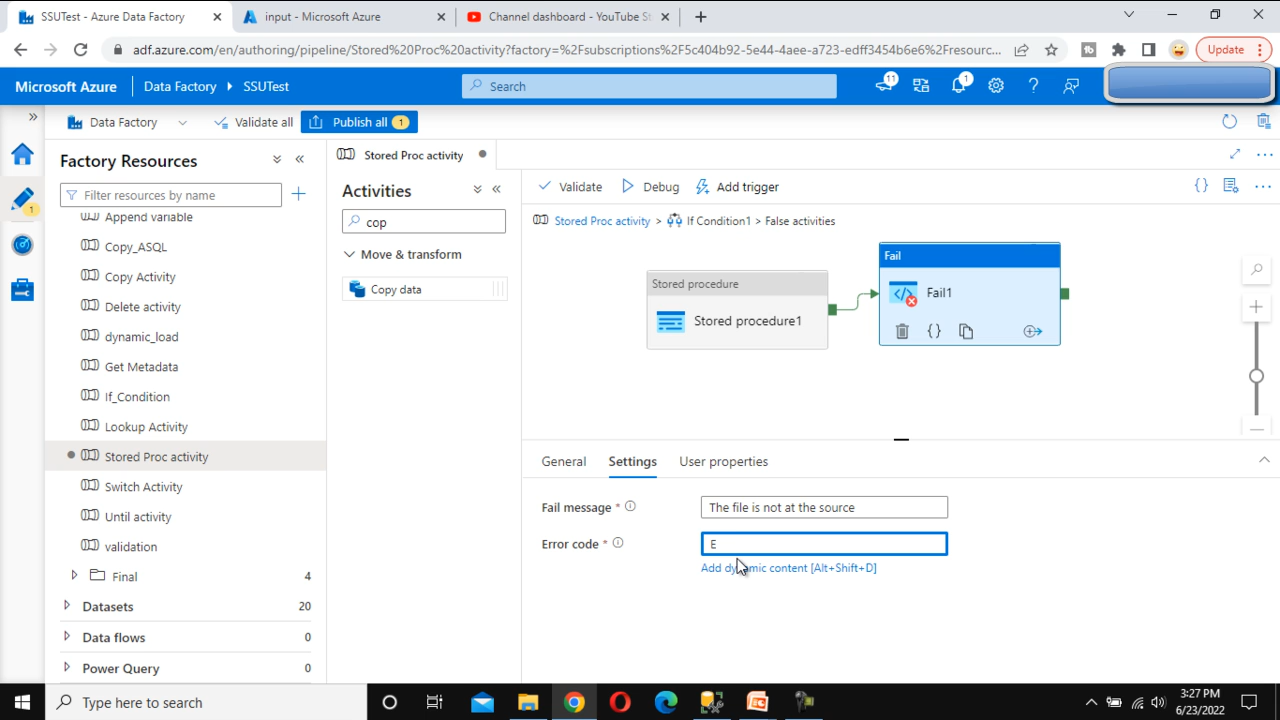 SSUTest - Azure Data Factory
input - Microsoft Azure
Channel dashboard - YouTube St
adf.azure.com/en/authoring/pipeline/Stored%20Proc%20activity?factory=%2Fsubscriptions%2F5c404b92-5e44-4aee-a723-edff3454b6e6%2Fresourc...
Update
Microsoft Azure
Data Factory
SSUTest
Search
11
1
Data Factory
Validate all
Publish all
1
Factory Resources
Filter resources by name
1
Append variable
Copy_ASQL
Copy Activity
Delete activity
dynamic_load
Get Metadata
If_Condition
Lookup Activity
Stored Proc activity
Switch Activity
Until activity
validation
Final 4
Datasets 20
Data flows 0
Power Query 0
Stored Proc activity
Activities
cop
Move & transform
Copy data
Validate
Debug
Add trigger
Stored Proc activity > If Condition1 > False activities
Stored procedure
Stored procedure1
Fail
Fail1
General
Settings
User properties
Fail message *
The file is not at the source
Error code *
E
Add dynamic content [Alt+Shift+D]
Type here to search
3:27 PM
6/23/2022